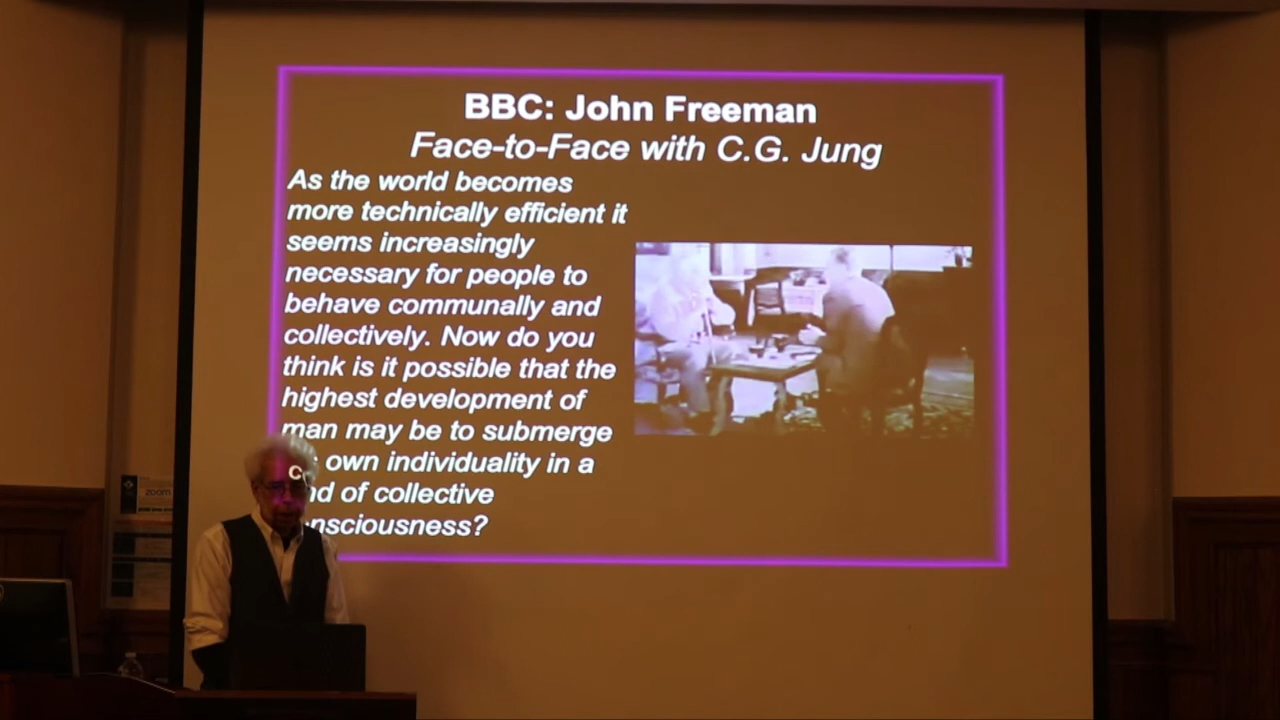 BBC: John Freeman
Face-to-Face with C.G. Jung
As the world becomes
more technically efficient it
seems increasingly
necessary for people to
behave communally and
collectively. Now do you
think is it possible that the
highest development of
man may be to submerge
own individuality in a
nd of collective
nsciousness?
zoom